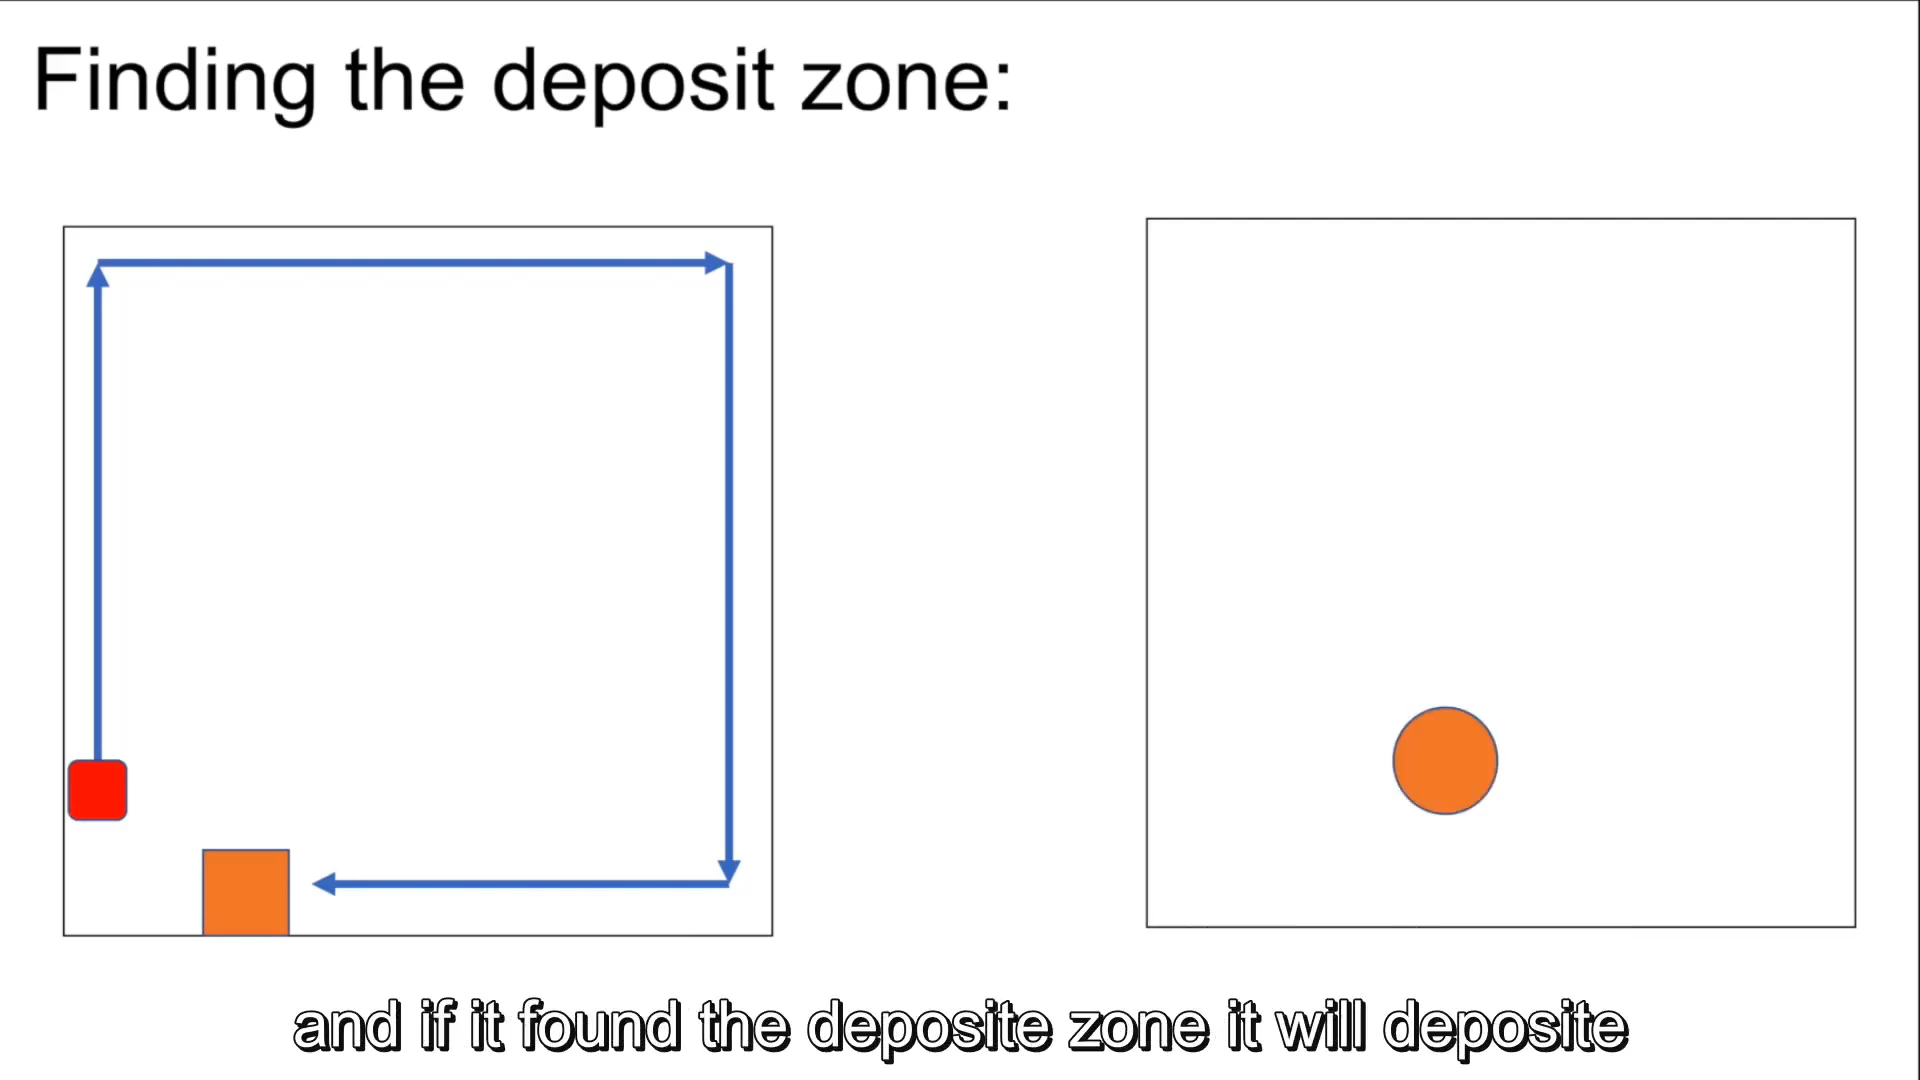 Finding the deposit zone:
and if it found the deposite zone it will deposite